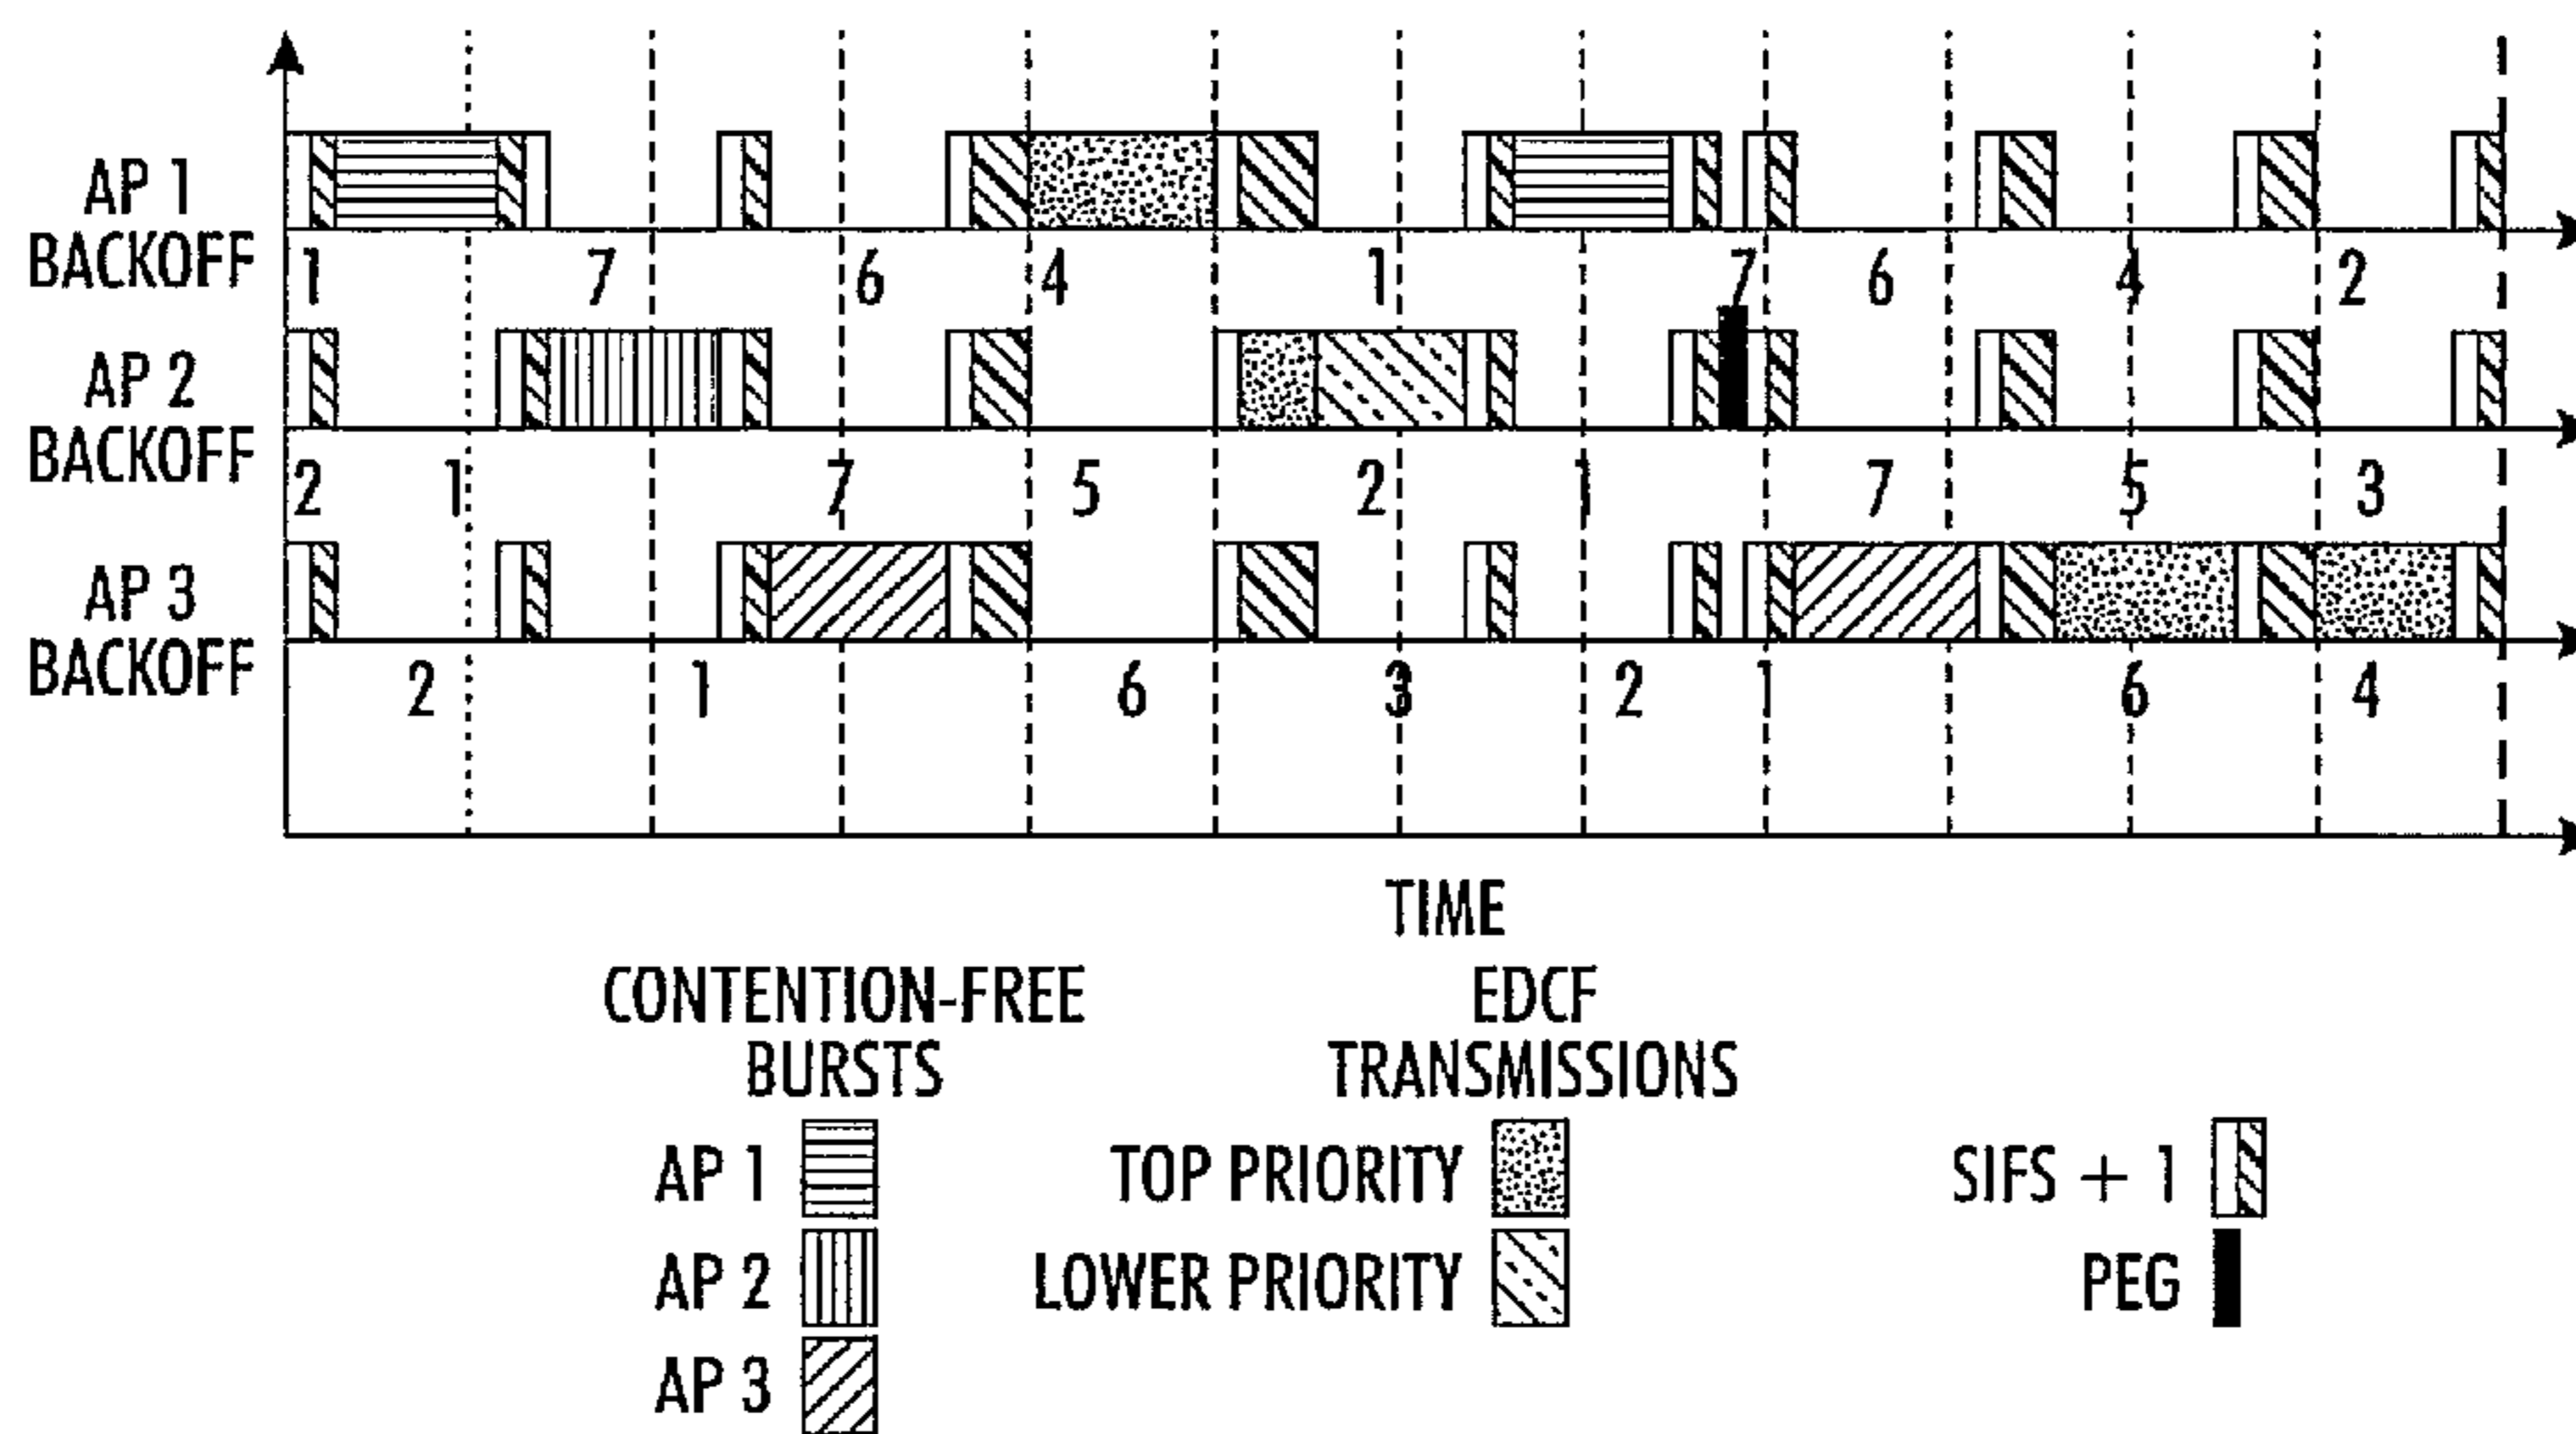 AP 1
BACKOFF
1 7 6 4 1 7 6 4 2
AP 2
BACKOFF
2 1 7 5 2 1 7 5 3
AP 3
BACKOFF
2 1 6 3 2 1 6 4
TIME
CONTENTION-FREE
BURSTS
AP 1
AP 2
AP 3
EDCF
TRANSMISSIONS
TOP PRIORITY
LOWER PRIORITY
SIFS + 1
PEG